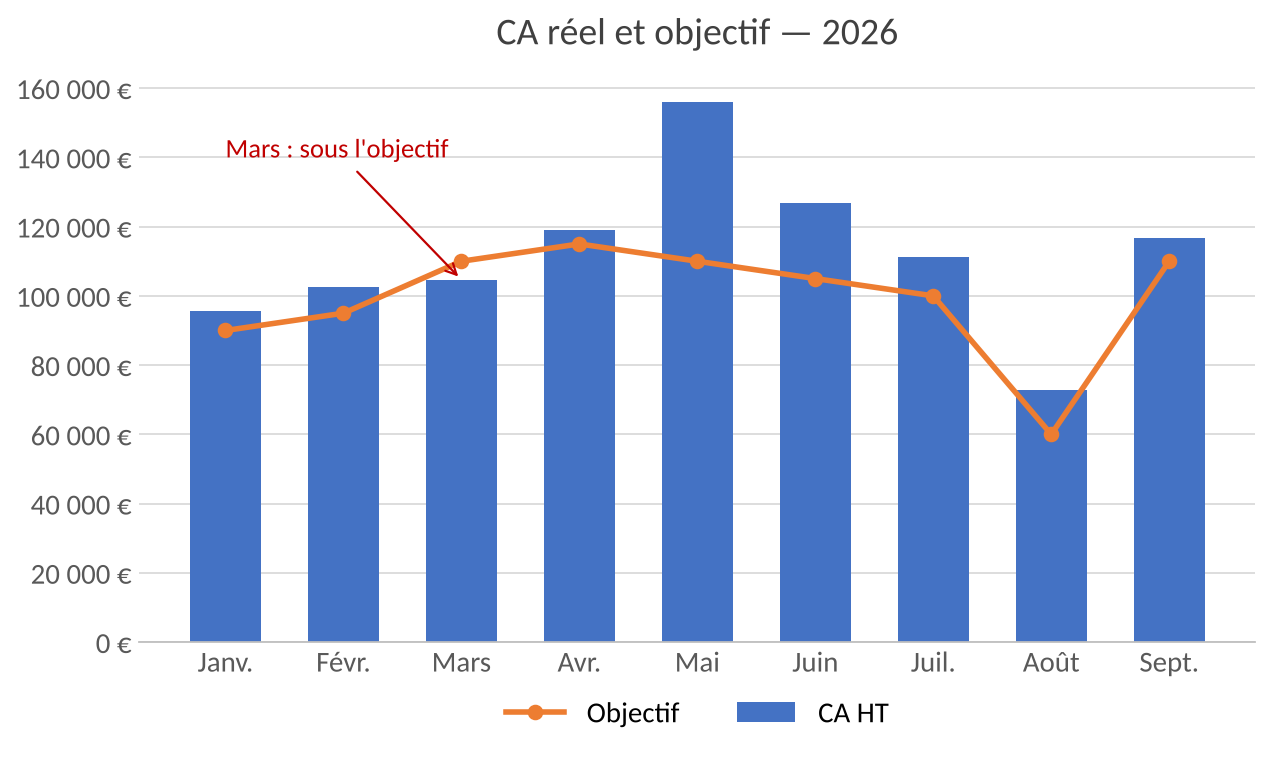 CA réel et objectif — 2026
160 000 €
Mars : sous l'objectif
140 000 €
120 000 €
100 000 €
80 000 €
60 000 €
40 000 €
20 000 €
0 €
Janv. Févr. Mars Avr. Mai Juin Juil. Août Sept.
Objectif CA HT